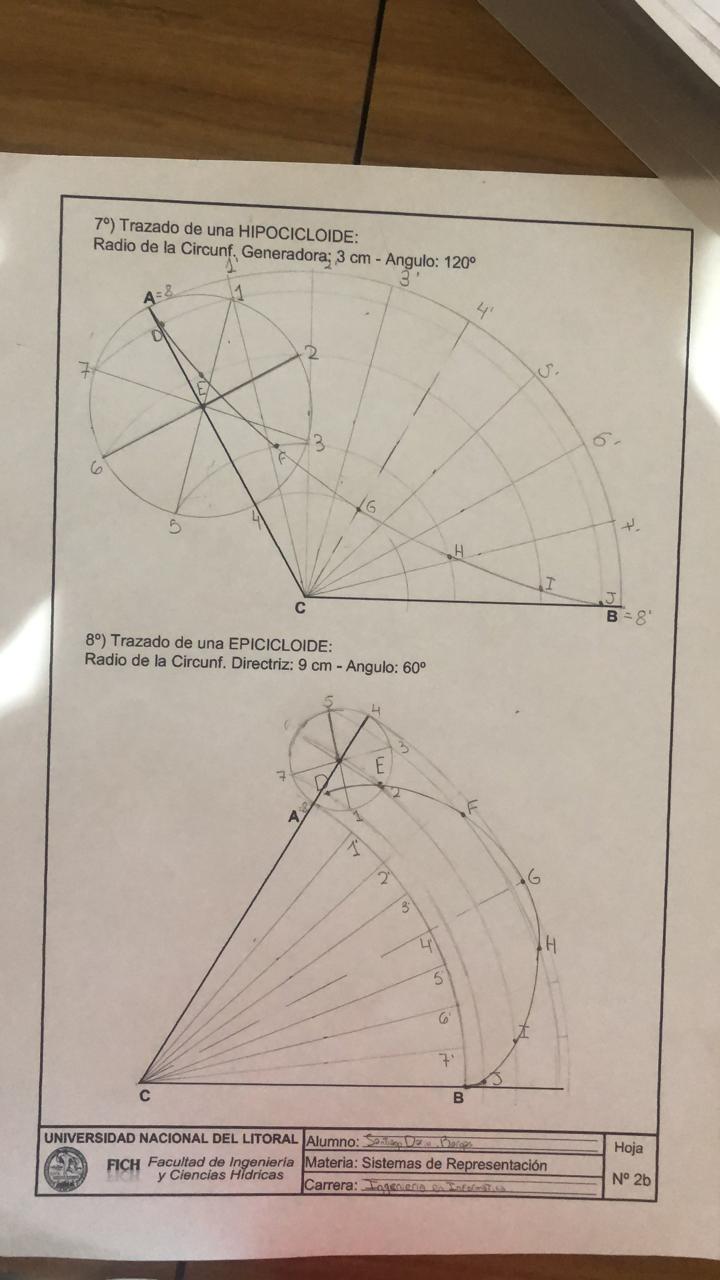 7º) Trazado de una HIPOCICLOIDE:
Radio de la Circunf. Generadora: 3 cm - Angulo: 120º
1' 2' 3'
A=8 1 4'
D
7 2 5'
E
3 6'
6 F
5 4 G 7'
H
I J
C B =8'
8º) Trazado de una EPICICLOIDE:
Radio de la Circunf. Directriz: 9 cm - Angulo: 60º
5 4
3
7 D E 2
A 8 1 F
1'
2' G
3'
4' H
5'
6' I
7' J
C B
UNIVERSIDAD NACIONAL DEL LITORAL
FICH Facultad de Ingeniería
y Ciencias Hídricas
Alumno: Santiago
Materia: Sistemas de Representación
Carrera: Ingenieria en Informatica
Hoja
Nº 2b